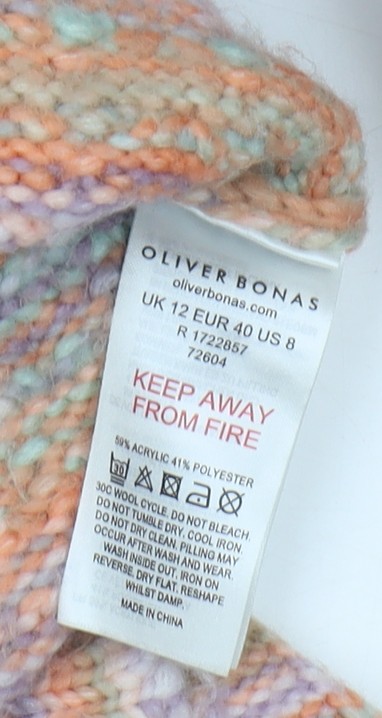 OLIVER BONAS
oliverbonas.com
UK 12 EUR 40 US 8
R 1722857
72604
KEEP AWAY
FROM FIRE
59% ACRYLIC 41% POLYESTER
30
30C WOOL CYCLE. DO NOT BLEACH.
DO NOT TUMBLE DRY. COOL IRON.
DO NOT DRY CLEAN. PILLING MAY
OCCUR AFTER WASH AND WEAR.
WASH INSIDE OUT. IRON ON
REVERSE. DRY FLAT. RESHAPE
WHILST DAMP.
MADE IN CHINA